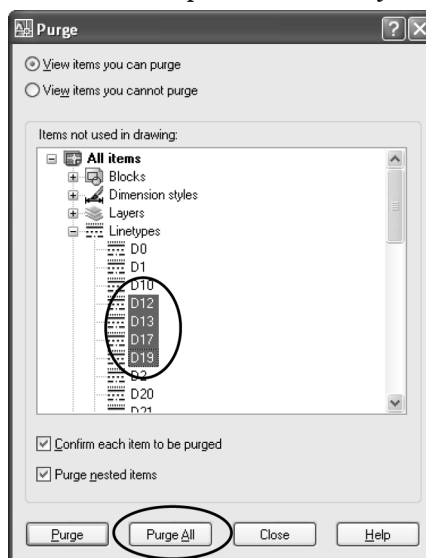 Purge
View items you can purge
View items you cannot purge
Items not used in drawing:
All items
Blocks
Dimension styles
Layers
Linetypes
D0
D1
D10
D12
D13
D17
D19
D2
D20
D21
Confirm each item to be purged
Purge nested items
Purge
Purge All
Close
Help